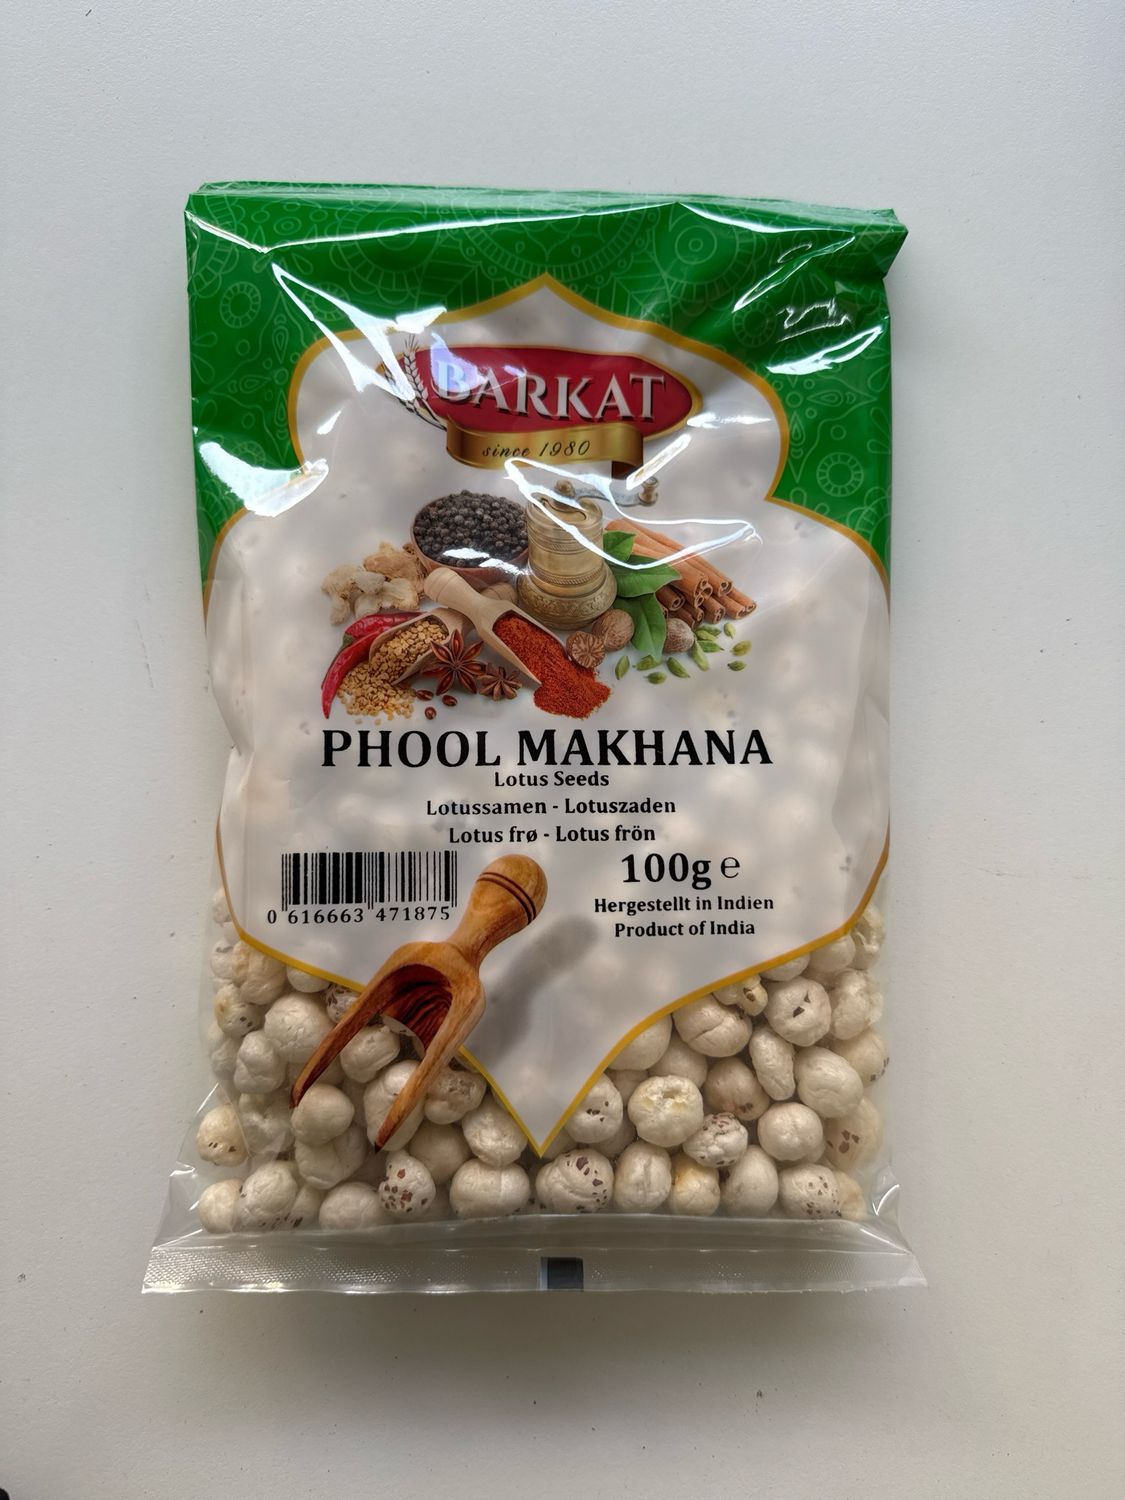 BARKAT
since 1980
PHOOL MAKHANA
Lotus Seeds
Lotussamen - Lotuszaden
Lotus frø - Lotus frön
100g ℮
Hergestellt in Indien
Product of India
0 616663 471875